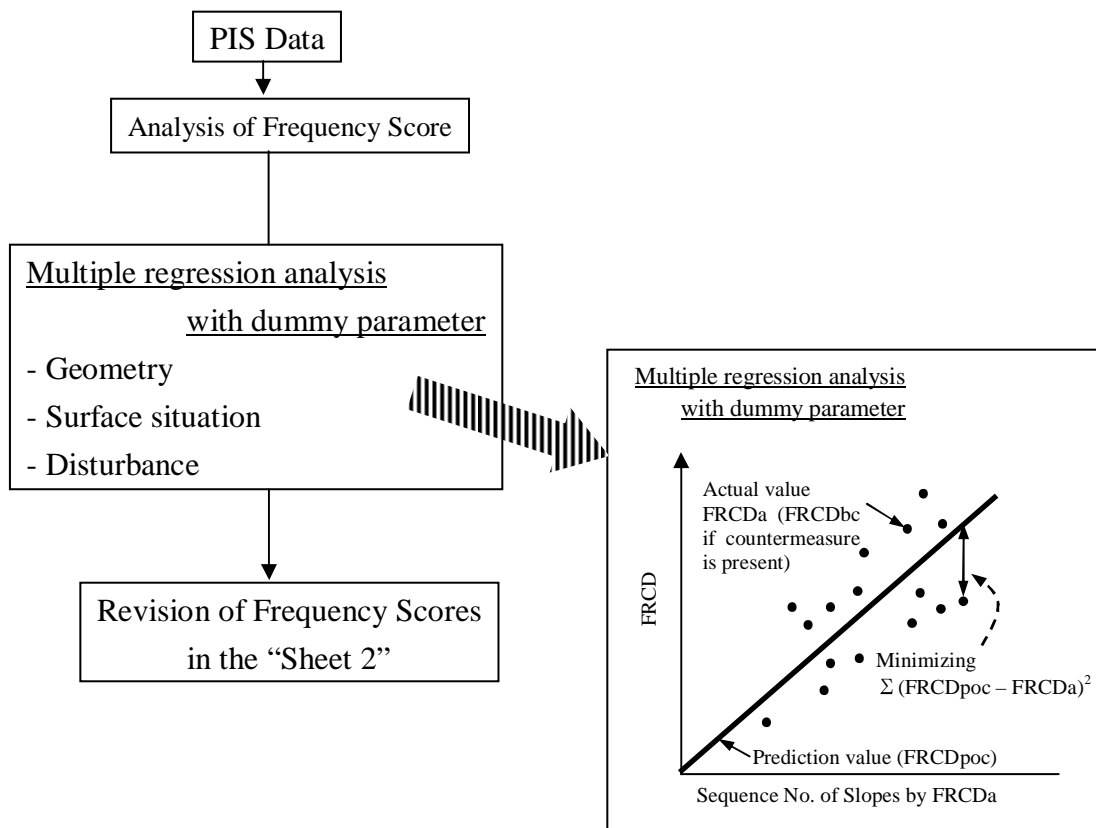 PIS Data
Analysis of Frequency Score
Multiple regression analysis
with dummy parameter
- Geometry
- Surface situation
- Disturbance
Revision of Frequency Scores
in the “Sheet 2”
Multiple regression analysis
with dummy parameter
Actual value
FRCDa (FRCDbc
if countermeasure
is present)
FRCD
Minimizing
Σ (FRCDpoc – FRCDa)²
Prediction value (FRCDpoc)
Sequence No. of Slopes by FRCDa